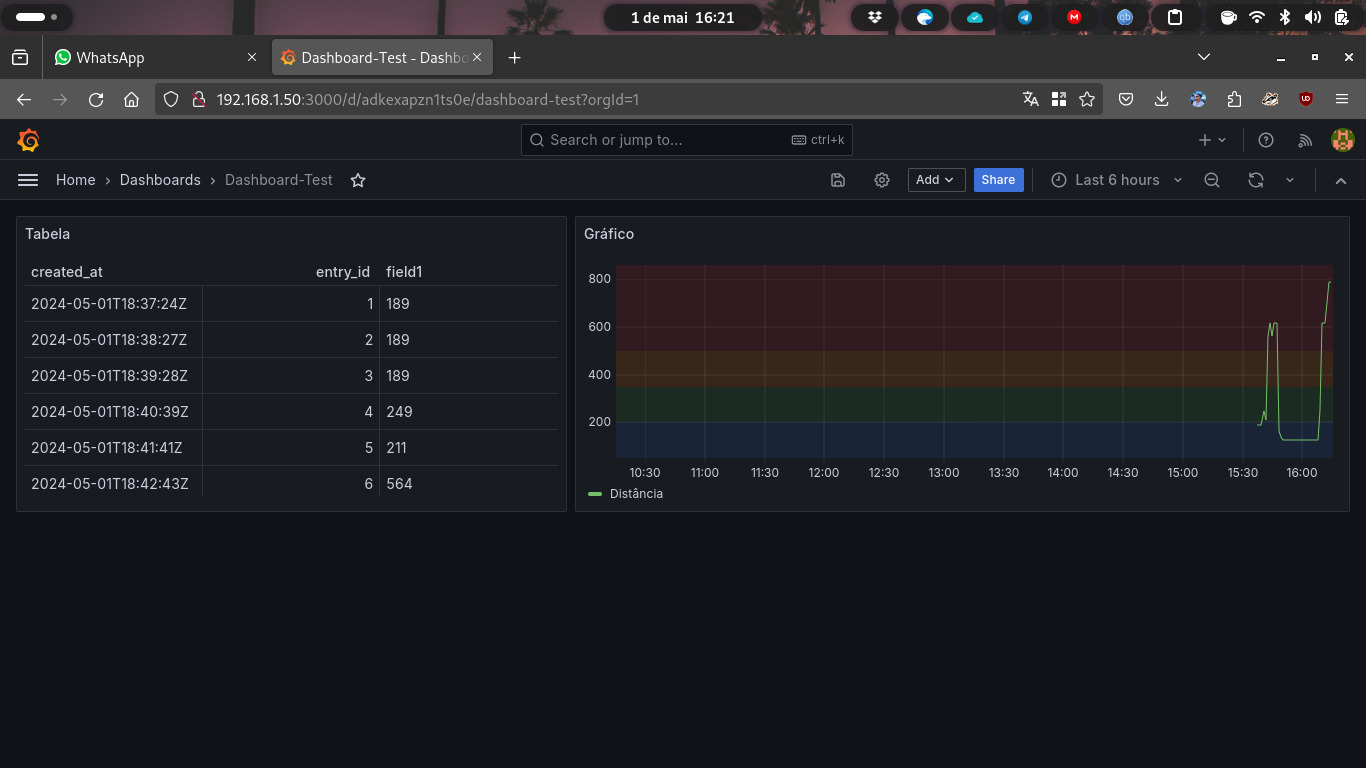 1 de mai 16:21
WhatsApp
Dashboard-Test - Dashbo
192.168.1.50:3000/d/adkexapzn1ts0e/dashboard-test?orgId=1
Search or jump to...
ctrl+k
Home › Dashboards › Dashboard-Test
Add
Share
Last 6 hours
Tabela
created_at entry_id field1
2024-05-01T18:37:24Z 1 189
2024-05-01T18:38:27Z 2 189
2024-05-01T18:39:28Z 3 189
2024-05-01T18:40:39Z 4 249
2024-05-01T18:41:41Z 5 211
2024-05-01T18:42:43Z 6 564
Gráfico
800
600
400
200
10:30 11:00 11:30 12:00 12:30 13:00 13:30 14:00 14:30 15:00 15:30 16:00
Distância